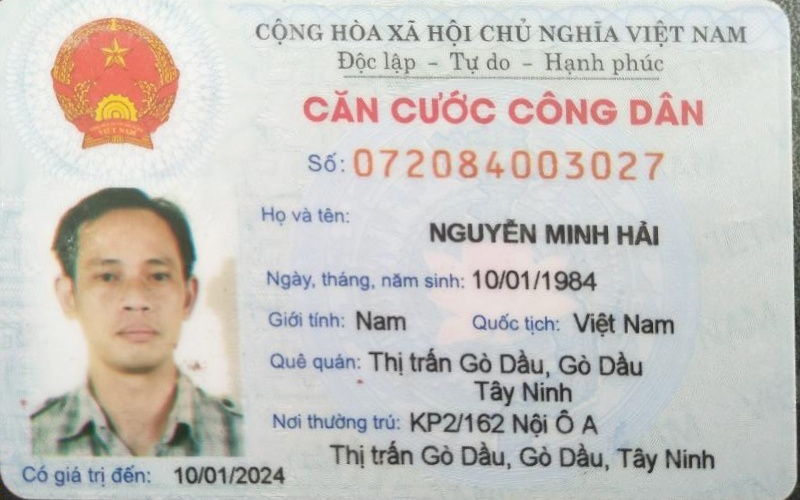 CỘNG HÒA XÃ HỘI CHỦ NGHĨA VIỆT NAM
Độc lập - Tự do - Hạnh phúc
CĂN CƯỚC CÔNG DÂN
Số: 072084003027
Họ và tên:
NGUYỄN MINH HẢI
Ngày, tháng, năm sinh: 10/01/1984
Giới tính: Nam Quốc tịch: Việt Nam
Quê quán: Thị trấn Gò Dầu, Gò Dầu
Tây Ninh
Nơi thường trú: KP2/162 Nội Ô A
Thị trấn Gò Dầu, Gò Dầu, Tây Ninh
Có giá trị đến: 10/01/2024